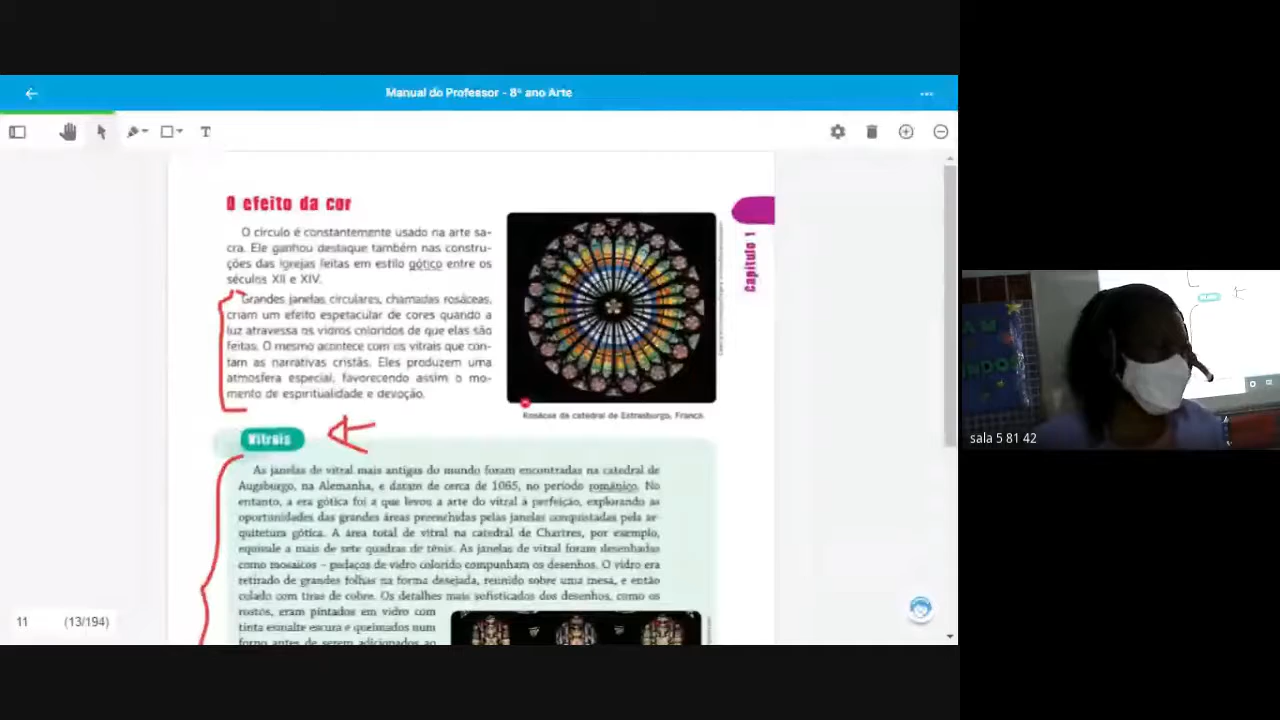 Manual do Professor - 8º ano Arte
T
O efeito da cor
O círculo é constantemente usado na arte sa-
cra. Ele ganhou destaque também nas constru-
ções das igrejas feitas em estilo gótico entre os
séculos XII e XIV.
Grandes janelas circulares, chamadas rosáceas,
criam um efeito espetacular de cores quando a
luz atravessa os vidros coloridos de que elas são
feitas. O mesmo acontece com os vitrais que con-
tam as narrativas cristãs. Eles produzem uma
atmosfera especial, favorecendo assim o mo-
mento de espiritualidade e devoção.
Capítulo 1
Rosácea da catedral de Estrasburgo, França.
Vitrais
As janelas de vitral mais antigas do mundo foram encontradas na catedral de
Augsburgo, na Alemanha, e datam de cerca de 1065, no período românico. No
entanto, a era gótica foi a que levou a arte do vitral à perfeição, explorando as
oportunidades das grandes áreas preenchidas pelas janelas conquistadas pela ar-
quitetura gótica. A área total de vitral na catedral de Chartres, por exemplo,
equivale a mais de sete quadras de tênis. As janelas de vitral foram desenhadas
como mosaicos – pedaços de vidro colorido compunham os desenhos. O vidro era
retirado de grandes folhas na forma desejada, reunido sobre uma mesa, e então
colado com tiras de cobre. Os detalhes mais sofisticados dos desenhos, como os
rostos, eram pintados em vidro com
tinta esmalte escura e queimados num
forno antes de serem adicionados ao
11 (13/194)
sala 5 81 42